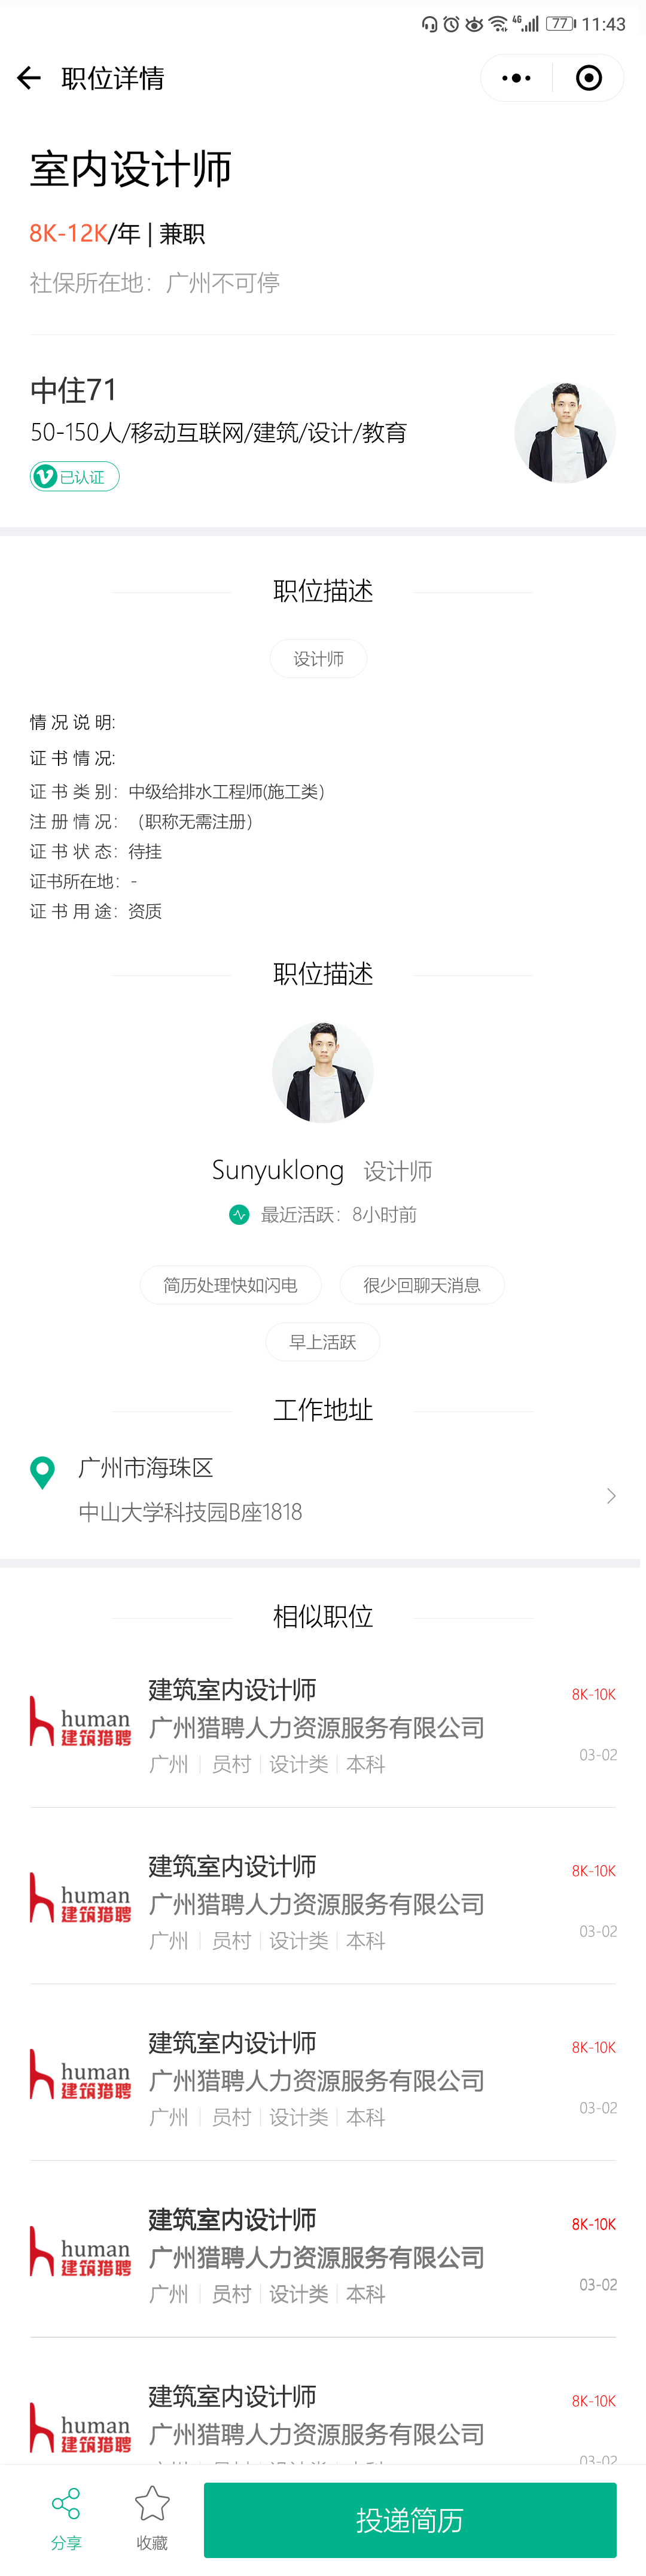 4G 77 11:43
职位详情
室内设计师
8K-12K/年 | 兼职
社保所在地：广州不可停
中住71
50-150人/移动互联网/建筑/设计/教育
已认证
职位描述
设计师
情 况 说 明:
证 书 情 况:
证 书 类 别：中级给排水工程师(施工类)
注 册 情 况：（职称无需注册）
证 书 状 态：待挂
证书所在地：-
证 书 用 途：资质
职位描述
Sunyuklong 设计师
最近活跃：8小时前
简历处理快如闪电 很少回聊天消息
早上活跃
工作地址
广州市海珠区
中山大学科技园B座1818
相似职位
human
建筑猎聘
建筑室内设计师 8K-10K
广州猎聘人力资源服务有限公司
广州 | 员村 | 设计类 | 本科 03-02
human
建筑猎聘
建筑室内设计师 8K-10K
广州猎聘人力资源服务有限公司
广州 | 员村 | 设计类 | 本科 03-02
human
建筑猎聘
建筑室内设计师 8K-10K
广州猎聘人力资源服务有限公司
广州 | 员村 | 设计类 | 本科 03-02
human
建筑猎聘
建筑室内设计师 8K-10K
广州猎聘人力资源服务有限公司
广州 | 员村 | 设计类 | 本科 03-02
human
建筑猎聘
建筑室内设计师 8K-10K
广州猎聘人力资源服务有限公司
03-02
分享 收藏 投递简历